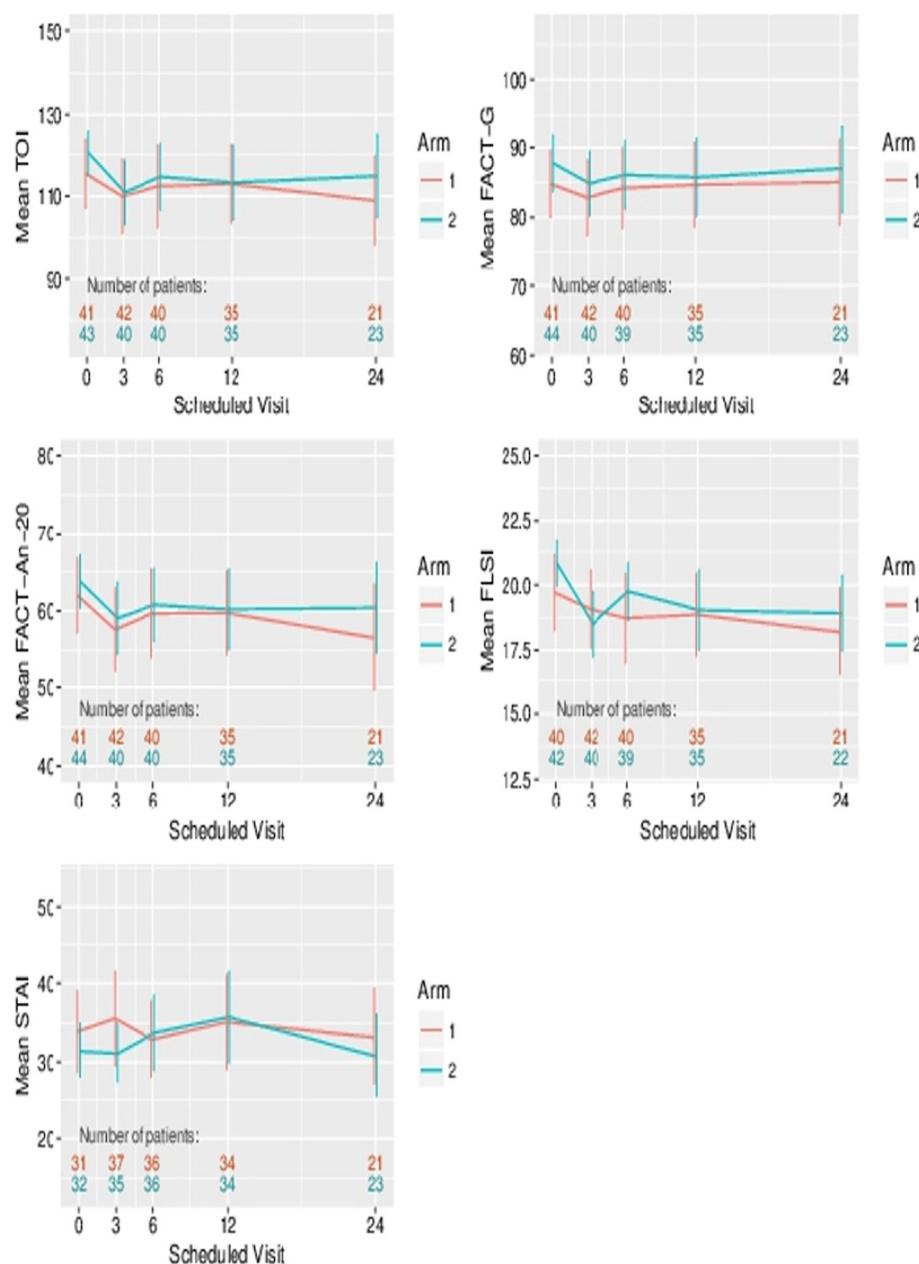 150
130
110
90
Mean TOI
Number of patients:
41 42 40 35 21
43 40 40 35 23
0 3 6 12 24
Scheduled Visit
Arm
1
2
100
90
80
70
60
Mean FACT-G
Number of patients:
41 42 40 35 21
44 40 39 35 23
0 3 6 12 24
Scheduled Visit
Arm
1
2
80
70
60
50
40
Mean FACT-An-20
Number of patients:
41 42 40 35 21
44 40 40 35 23
0 3 6 12 24
Scheduled Visit
Arm
1
2
25.0
22.5
20.0
17.5
15.0
12.5
Mean FLSI
Number of patients:
40 42 40 35 21
42 40 39 35 22
0 3 6 12 24
Scheduled Visit
Arm
1
2
50
40
30
20
Mean STAI
Number of patients:
31 37 36 34 21
32 35 36 34 23
0 3 6 12 24
Scheduled Visit
Arm
1
2